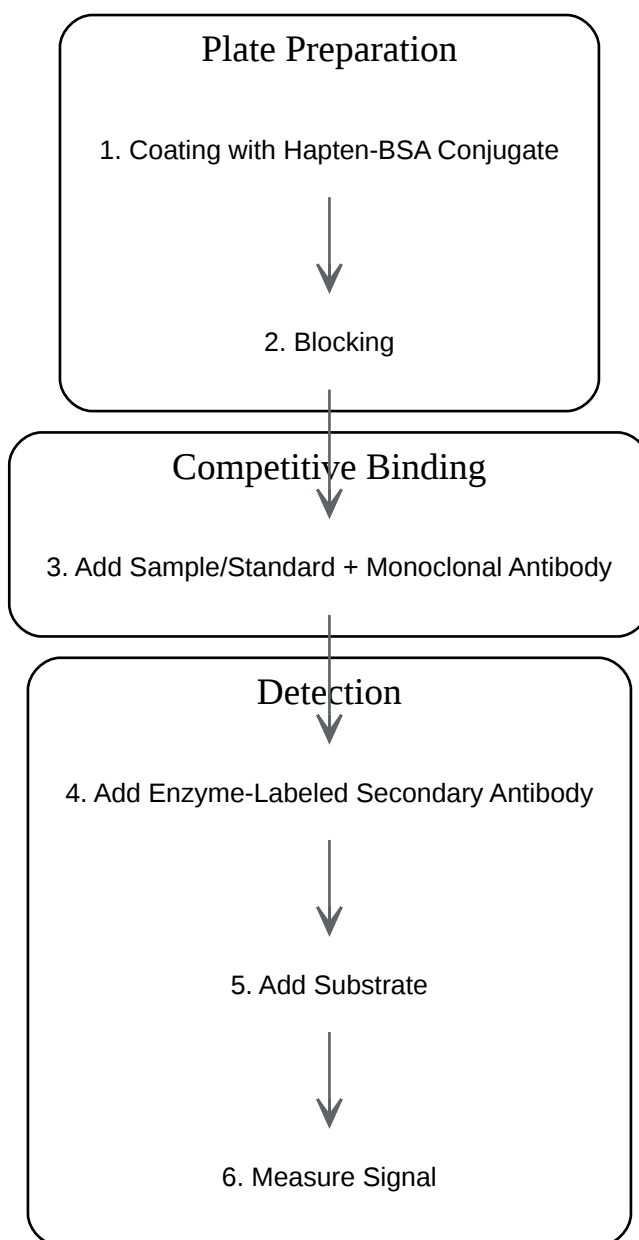 Plate Preparation
1. Coating with Hapten-BSA Conjugate
2. Blocking
Competitive Binding
3. Add Sample/Standard + Monoclonal Antibody
Detection
4. Add Enzyme-Labeled Secondary Antibody
5. Add Substrate
6. Measure Signal